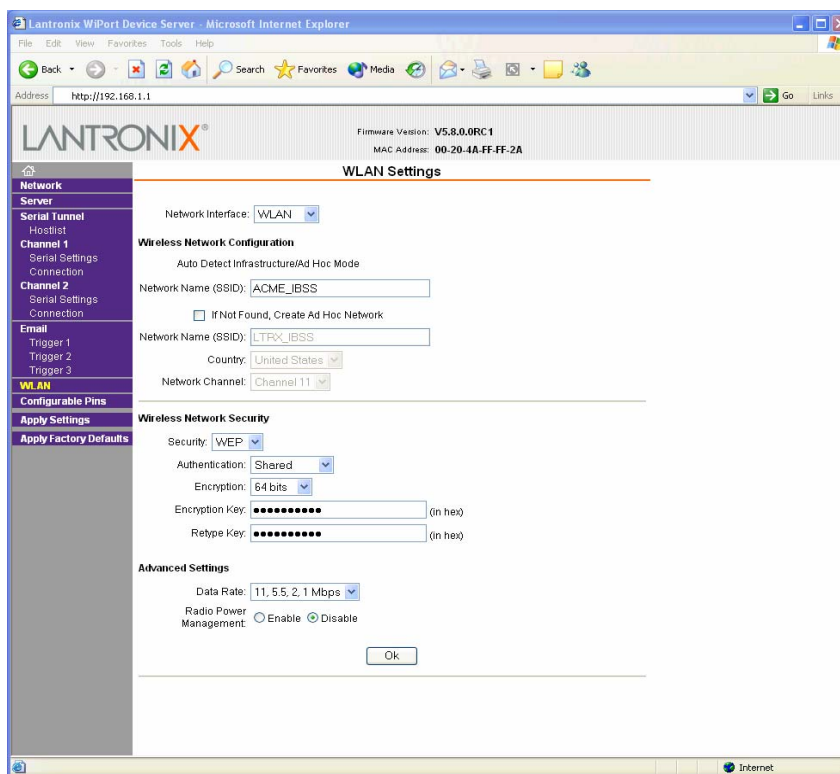 Lantronix WiPort Device Server - Microsoft Internet Explorer
File Edit View Favorites Tools Help
Back Search Favorites Media
Address http://192.168.1.1 Go Links
LANTRONIX®
Firmware Version: V5.8.0.0RC1
MAC Address: 00-20-4A-FF-FF-2A
WLAN Settings
Network
Server
Serial Tunnel
Hostlist
Channel 1
Serial Settings
Connection
Channel 2
Serial Settings
Connection
Email
Trigger 1
Trigger 2
Trigger 3
WLAN
Configurable Pins
Apply Settings
Apply Factory Defaults
Network Interface: WLAN
Wireless Network Configuration
Auto Detect Infrastructure/Ad Hoc Mode
Network Name (SSID): ACME_IBSS
If Not Found, Create Ad Hoc Network
Network Name (SSID): LTRX_IBSS
Country: United States
Network Channel: Channel 11
Wireless Network Security
Security: WEP
Authentication: Shared
Encryption: 64 bits
Encryption Key: ●●●●●●●●●● (in hex)
Retype Key: ●●●●●●●●●● (in hex)
Advanced Settings
Data Rate: 11, 5.5, 2, 1 Mbps
Radio Power
Management: Enable Disable
Ok
Internet